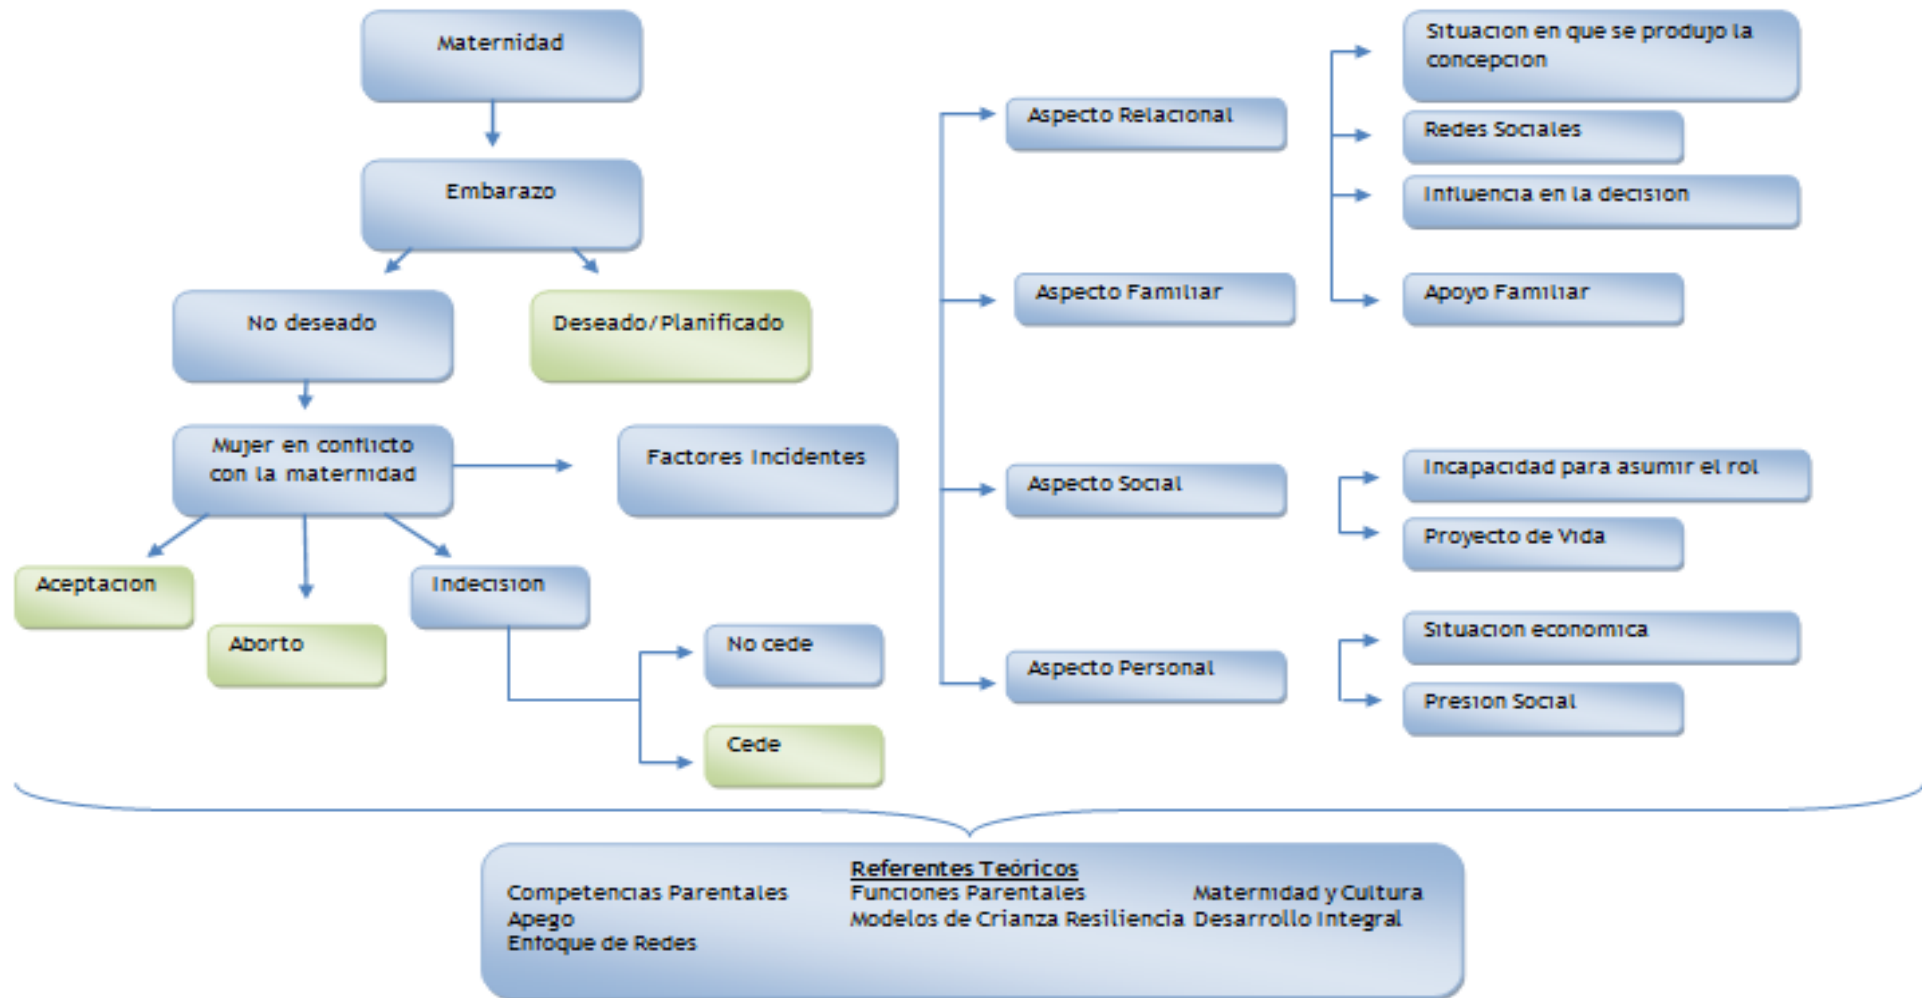 Maternidad
Embarazo
No deseado
Deseado/Planificado
Mujer en conflicto
con la maternidad
Factores Incidentes
Aceptacion
Aborto
Indecision
No cede
Cede
Aspecto Relacional
Aspecto Familiar
Aspecto Social
Aspecto Personal
Situacion en que se produjo la
concepcion
Redes Sociales
Influencia en la decision
Apoyo Familiar
Incapacidad para asumir el rol
Proyecto de Vida
Situacion economica
Presion Social
Referentes Teóricos
Competencias Parentales Funciones Parentales Maternidad y Cultura
Apego Modelos de Crianza Resiliencia Desarrollo Integral
Enfoque de Redes